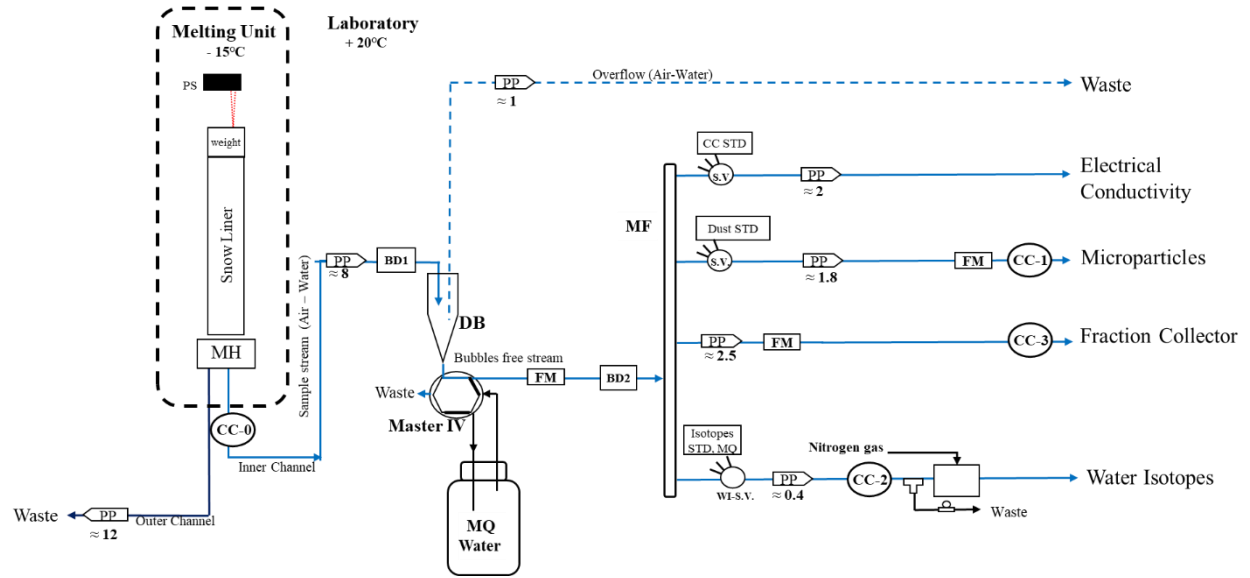 Melting Unit
- 15°C
Laboratory
+ 20°C
PS
weight
Snow Liner
MH
CC-0
Inner Channel
Outer Channel
PP
≈ 12
Waste
Sample stream (Air – Water)
PP
≈ 8
BD1
DB
Overflow (Air-Water)
PP
≈ 1
Waste
Bubbles free stream
FM
BD2
Waste
Master IV
MQ
Water
MF
CC STD
S.V
PP
≈ 2
Electrical
Conductivity
Dust STD
S.V.
PP
≈ 1.8
FM
CC-1
Microparticles
PP
≈ 2.5
FM
CC-3
Fraction Collector
Isotopes
STD, MQ
WI-S.V.
PP
≈ 0.4
CC-2
Nitrogen gas
Waste
Water Isotopes